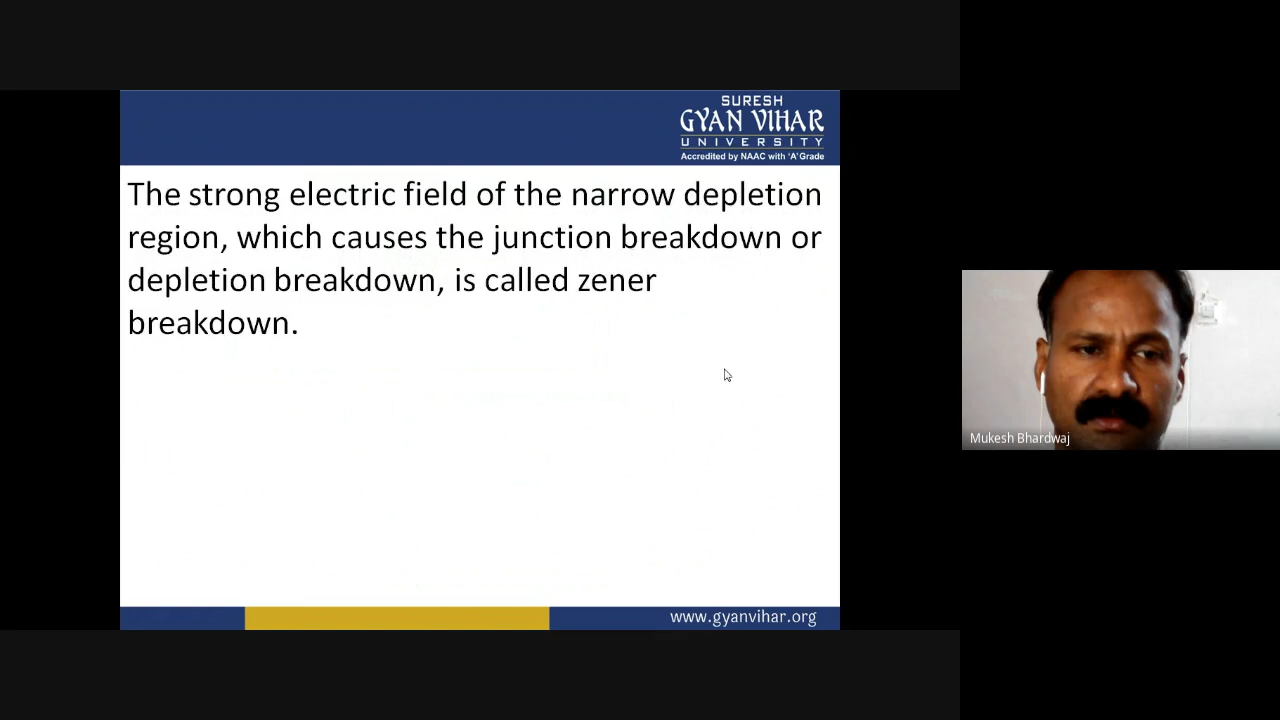 SURESH
GYAN VIHAR
UNIVERSITY
Accredited by NAAC with 'A' Grade
The strong electric field of the narrow depletion
region, which causes the junction breakdown or
depletion breakdown, is called zener
breakdown.
Mukesh Bhardwaj
www.gyanvihar.org